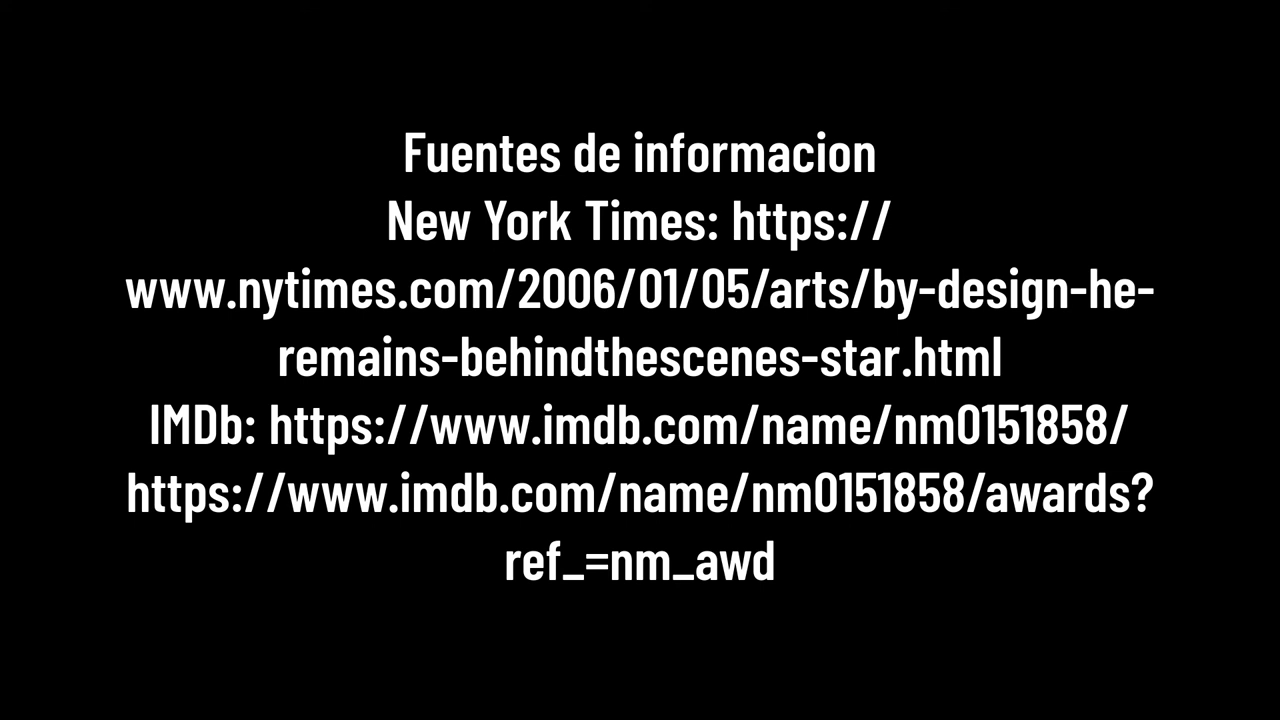 Fuentes de informacion
New York Times: https://
www.nytimes.com/2006/01/05/arts/by-design-he-
remains-behindthescenes-star.html
IMDb: https://www.imdb.com/name/nm0151858/
https://www.imdb.com/name/nm0151858/awards?
ref_=nm_awd